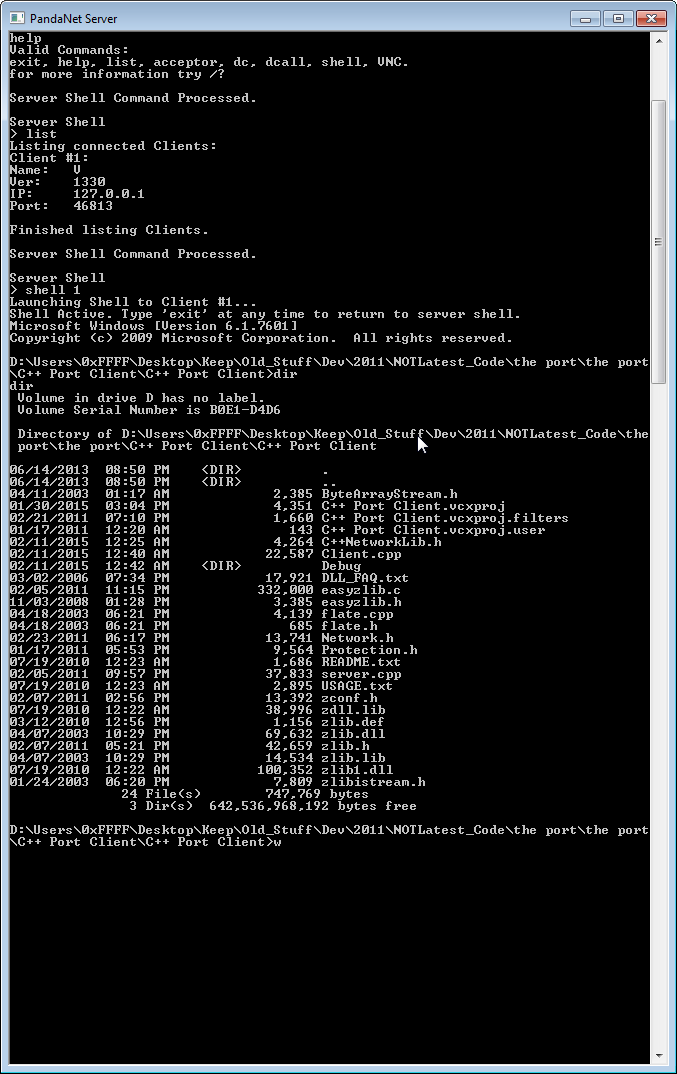 PandaNet Server
help
Valid Commands:
exit, help, list, acceptor, dc, dcall, shell, VNC.
for more information try /?
Server Shell Command Processed.
Server Shell
> list
Listing connected Clients:
Client #1:
Name: V
Ver: 1330
IP: 127.0.0.1
Port: 46813
Finished listing Clients.
Server Shell Command Processed.
Server Shell
> shell 1
Launching Shell to Client #1...
Shell Active. Type 'exit' at any time to return to server shell.
Microsoft Windows [Version 6.1.7601]
Copyright (c) 2009 Microsoft Corporation. All rights reserved.
D:\Users\0xFFFF\Desktop\Keep\Old_Stuff\Dev\2011\NOTLatest_Code\the port\the port
\C++ Port Client\C++ Port Client>dir
dir
Volume in drive D has no label.
Volume Serial Number is B0E1-D4D6
Directory of D:\Users\0xFFFF\Desktop\Keep\Old_Stuff\Dev\2011\NOTLatest_Code\the
port\the port\C++ Port Client\C++ Port Client
06/14/2013 08:50 PM <DIR> .
06/14/2013 08:50 PM <DIR> ..
04/11/2003 01:17 AM 2,385 ByteArrayStream.h
01/30/2015 03:04 PM 4,351 C++ Port Client.vcxproj
02/21/2011 07:10 PM 1,660 C++ Port Client.vcxproj.filters
01/17/2011 12:20 AM 143 C++ Port Client.vcxproj.user
02/11/2015 12:25 AM 4,264 C++NetworkLib.h
02/11/2015 12:40 AM 22,587 Client.cpp
02/11/2015 12:42 AM <DIR> Debug
03/02/2006 07:34 PM 17,921 DLL_FAQ.txt
02/05/2011 11:15 PM 332,000 easyzlib.c
11/03/2008 01:28 PM 3,385 easyzlib.h
04/18/2003 06:21 PM 4,139 flate.cpp
04/18/2003 06:21 PM 685 flate.h
02/23/2011 06:17 PM 13,741 Network.h
01/17/2011 05:53 PM 9,564 Protection.h
07/19/2010 12:23 AM 1,686 README.txt
02/05/2011 09:57 PM 37,833 server.cpp
07/19/2010 12:23 AM 2,895 USAGE.txt
02/07/2011 02:56 PM 13,392 zconf.h
07/19/2010 12:22 AM 38,996 zdll.lib
03/12/2010 12:56 PM 1,156 zlib.def
04/07/2003 10:29 PM 69,632 zlib.dll
02/07/2011 05:21 PM 42,659 zlib.h
04/07/2003 10:29 PM 14,534 zlib.lib
07/19/2010 12:22 AM 100,352 zlib1.dll
01/24/2003 06:20 PM 7,809 zlibistream.h
24 File(s) 747,769 bytes
3 Dir(s) 642,536,968,192 bytes free
D:\Users\0xFFFF\Desktop\Keep\Old_Stuff\Dev\2011\NOTLatest_Code\the port\the port
\C++ Port Client\C++ Port Client>w